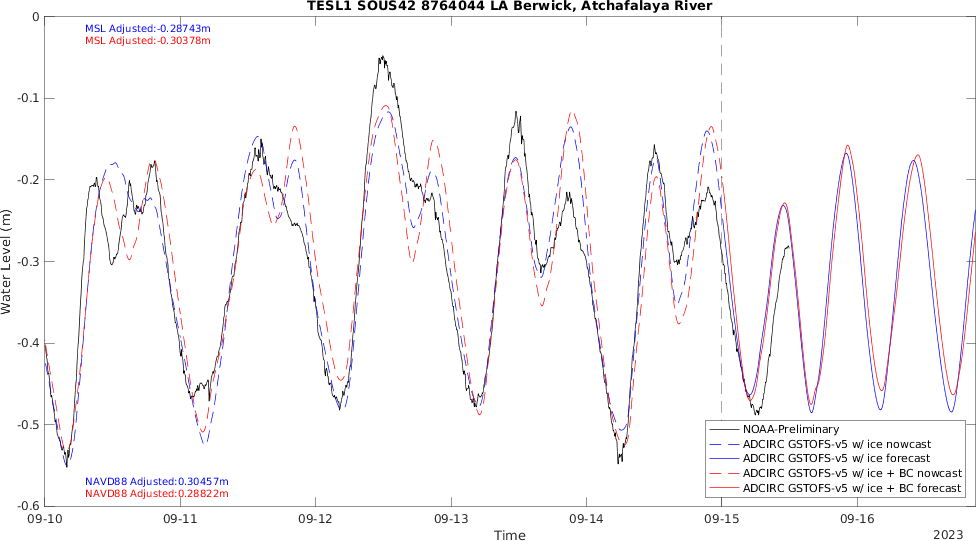 TESL1 SOUS42 8764044 LA Berwick, Atchafalaya River
MSL Adjusted:-0.28743m
MSL Adjusted:-0.30378m
0
-0.1
-0.2
-0.3
-0.4
-0.5
-0.6
Water Level (m)
NAVD88 Adjusted:0.30457m
NAVD88 Adjusted:0.28822m
NOAA-Preliminary
ADCIRC GSTOFS-v5 w/ ice nowcast
ADCIRC GSTOFS-v5 w/ ice forecast
ADCIRC GSTOFS-v5 w/ ice + BC nowcast
ADCIRC GSTOFS-v5 w/ ice + BC forecast
09-10 09-11 09-12 09-13 09-14 09-15 09-16
Time
2023